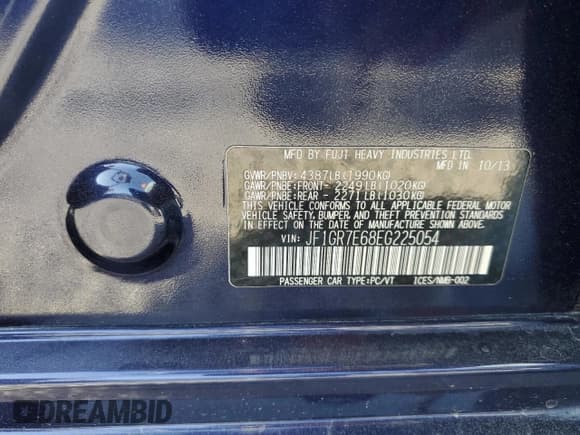 MFD. BY FUJI HEAVY INDUSTRIES LTD.
MADE IN 10/13
GVWR/PNBV: 4387LB(1990KG)
GAWR/PNBE:FRONT- 2249LB(1020KG)
GAWR/PNBE:REAR - 2271LB(1030KG)
THIS VEHICLE CONFORMS TO ALL APPLICABLE FEDERAL MOTOR
VEHICLE SAFETY, BUMPER, AND THEFT PREVENTION STANDARDS
IN EFFECT ON THE DATE OF MANUFACTURE SHOWN ABOVE.
VIN: JF1GR7E68EG225054
PASSENGER CAR TYPE:PC/VT ICES/NMB-002
DREAMBID